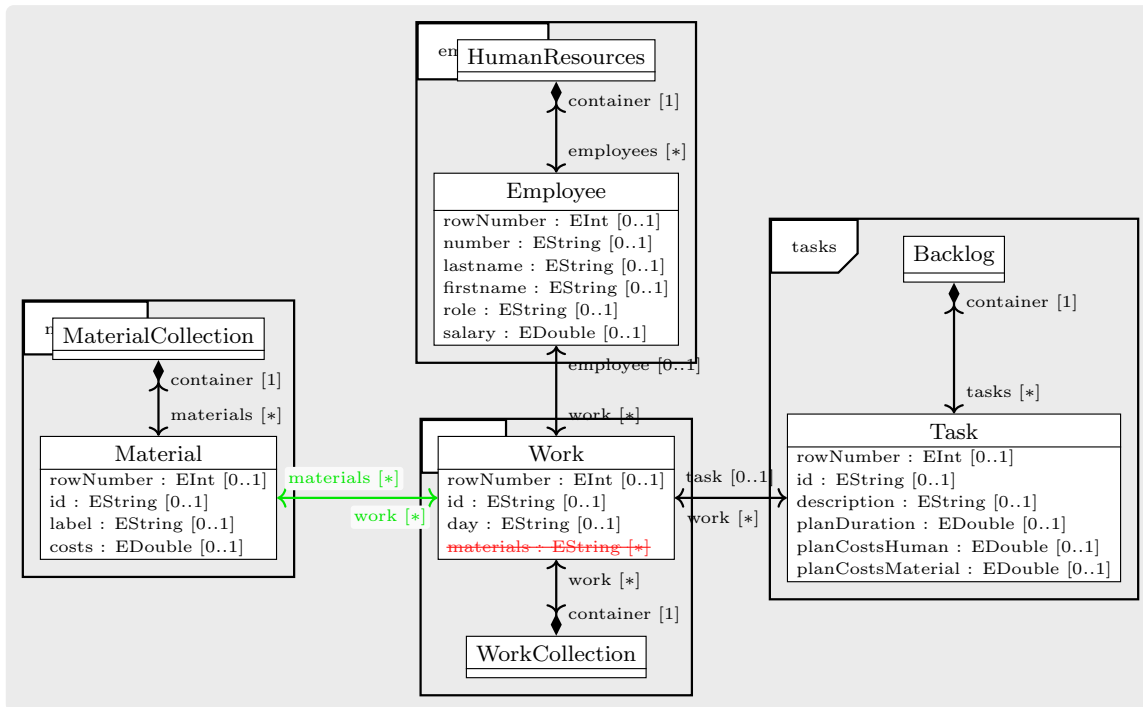 HumanResources
container [1]
employees [*]
Employee
rowNumber : EInt [0..1]
number : EString [0..1]
lastname : EString [0..1]
firstname : EString [0..1]
role : EString [0..1]
salary : EDouble [0..1]
employee [0..1]
work [*]
tasks
Backlog
container [1]
tasks [*]
Task
rowNumber : EInt [0..1]
id : EString [0..1]
description : EString [0..1]
planDuration : EDouble [0..1]
planCostsHuman : EDouble [0..1]
planCostsMaterial : EDouble [0..1]
MaterialCollection
container [1]
materials [*]
Material
rowNumber : EInt [0..1]
id : EString [0..1]
label : EString [0..1]
costs : EDouble [0..1]
materials [*]
work [*]
Work
rowNumber : EInt [0..1]
id : EString [0..1]
day : EString [0..1]
materials : EString [*]
task [0..1]
work [*]
work [*]
container [1]
WorkCollection